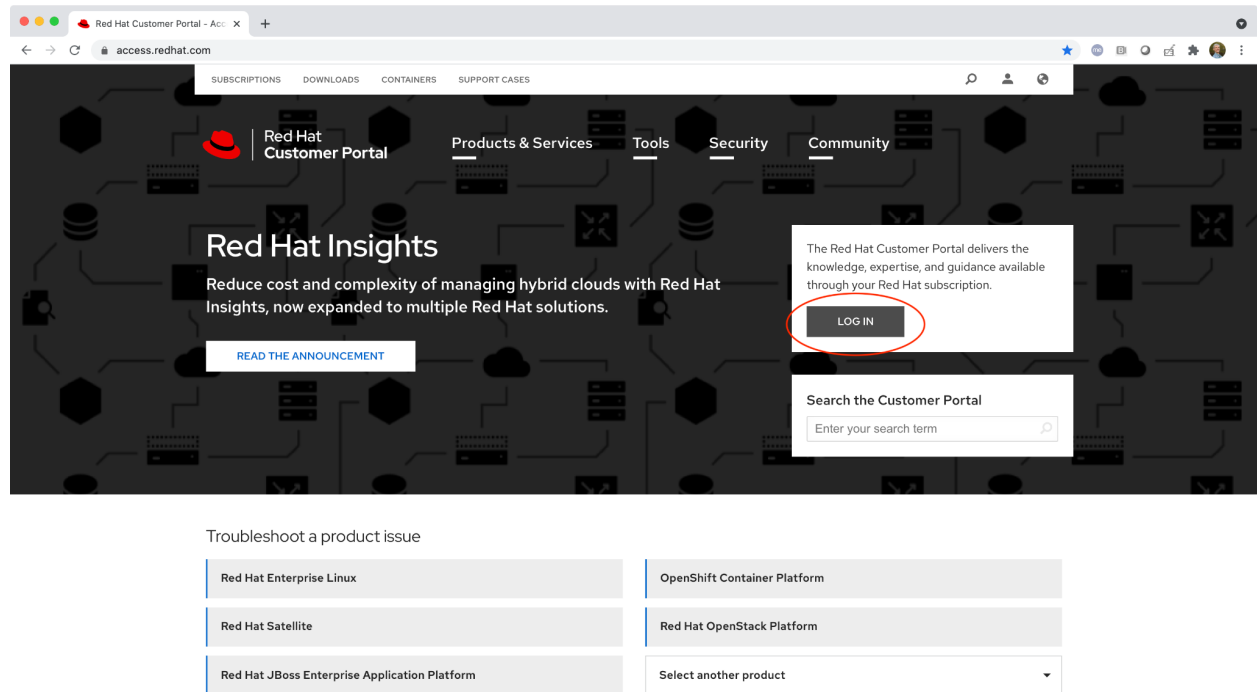 Red Hat Customer Portal - Acc
access.redhat.com
SUBSCRIPTIONS DOWNLOADS CONTAINERS SUPPORT CASES
Red Hat
Customer Portal
Products & Services Tools Security Community
Red Hat Insights
Reduce cost and complexity of managing hybrid clouds with Red Hat
Insights, now expanded to multiple Red Hat solutions.
READ THE ANNOUNCEMENT
The Red Hat Customer Portal delivers the
knowledge, expertise, and guidance available
through your Red Hat subscription.
LOG IN
Search the Customer Portal
Enter your search term
Troubleshoot a product issue
Red Hat Enterprise Linux
OpenShift Container Platform
Red Hat Satellite
Red Hat OpenStack Platform
Red Hat JBoss Enterprise Application Platform
Select another product